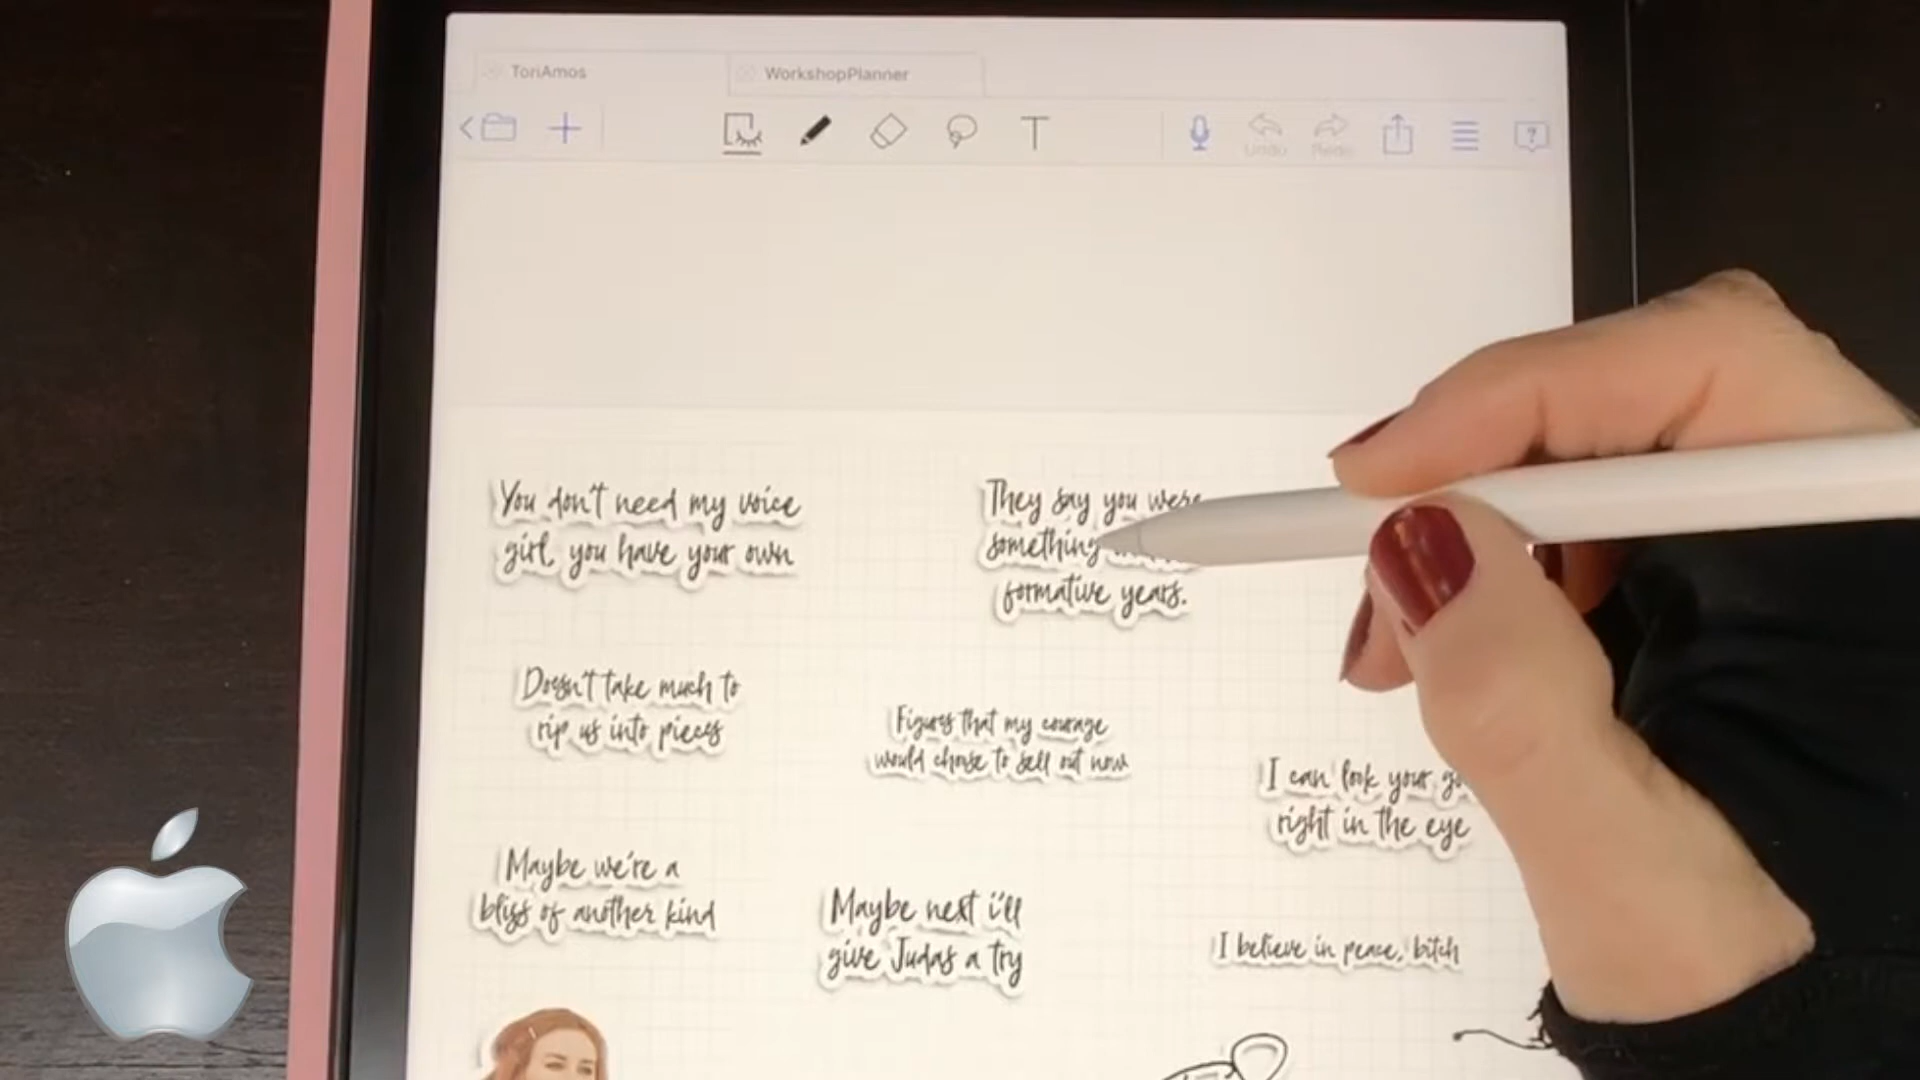 ToriAmos
WorkshopPlanner
T
Undo
Redo
?
You don't need my voice
girl, you have your own
They say you were
something
formative years.
Doesn't take much to
rip us into pieces
Figures that my courage
would choose to sell out now
I can look your
right in the eye
Maybe we're a
bliss of another kind
Maybe next i'll
give Judas a try
I believe in peace, bitch